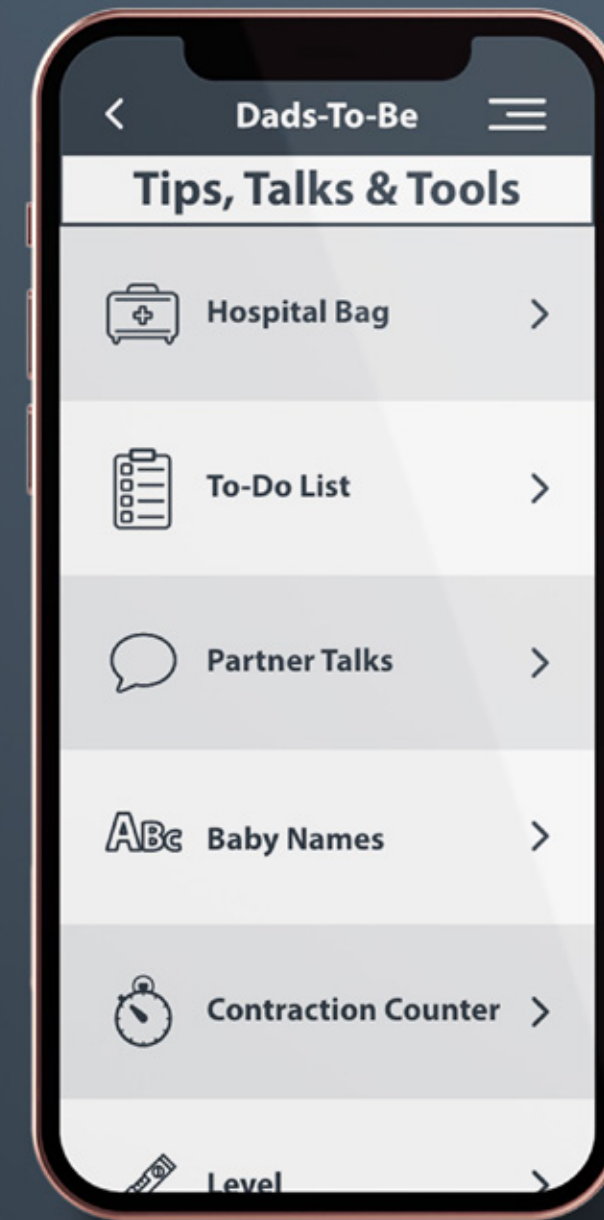 Dads-To-Be
Tips, Talks & Tools
Hospital Bag
To-Do List
Partner Talks
ABc
Baby Names
Contraction Counter
Level